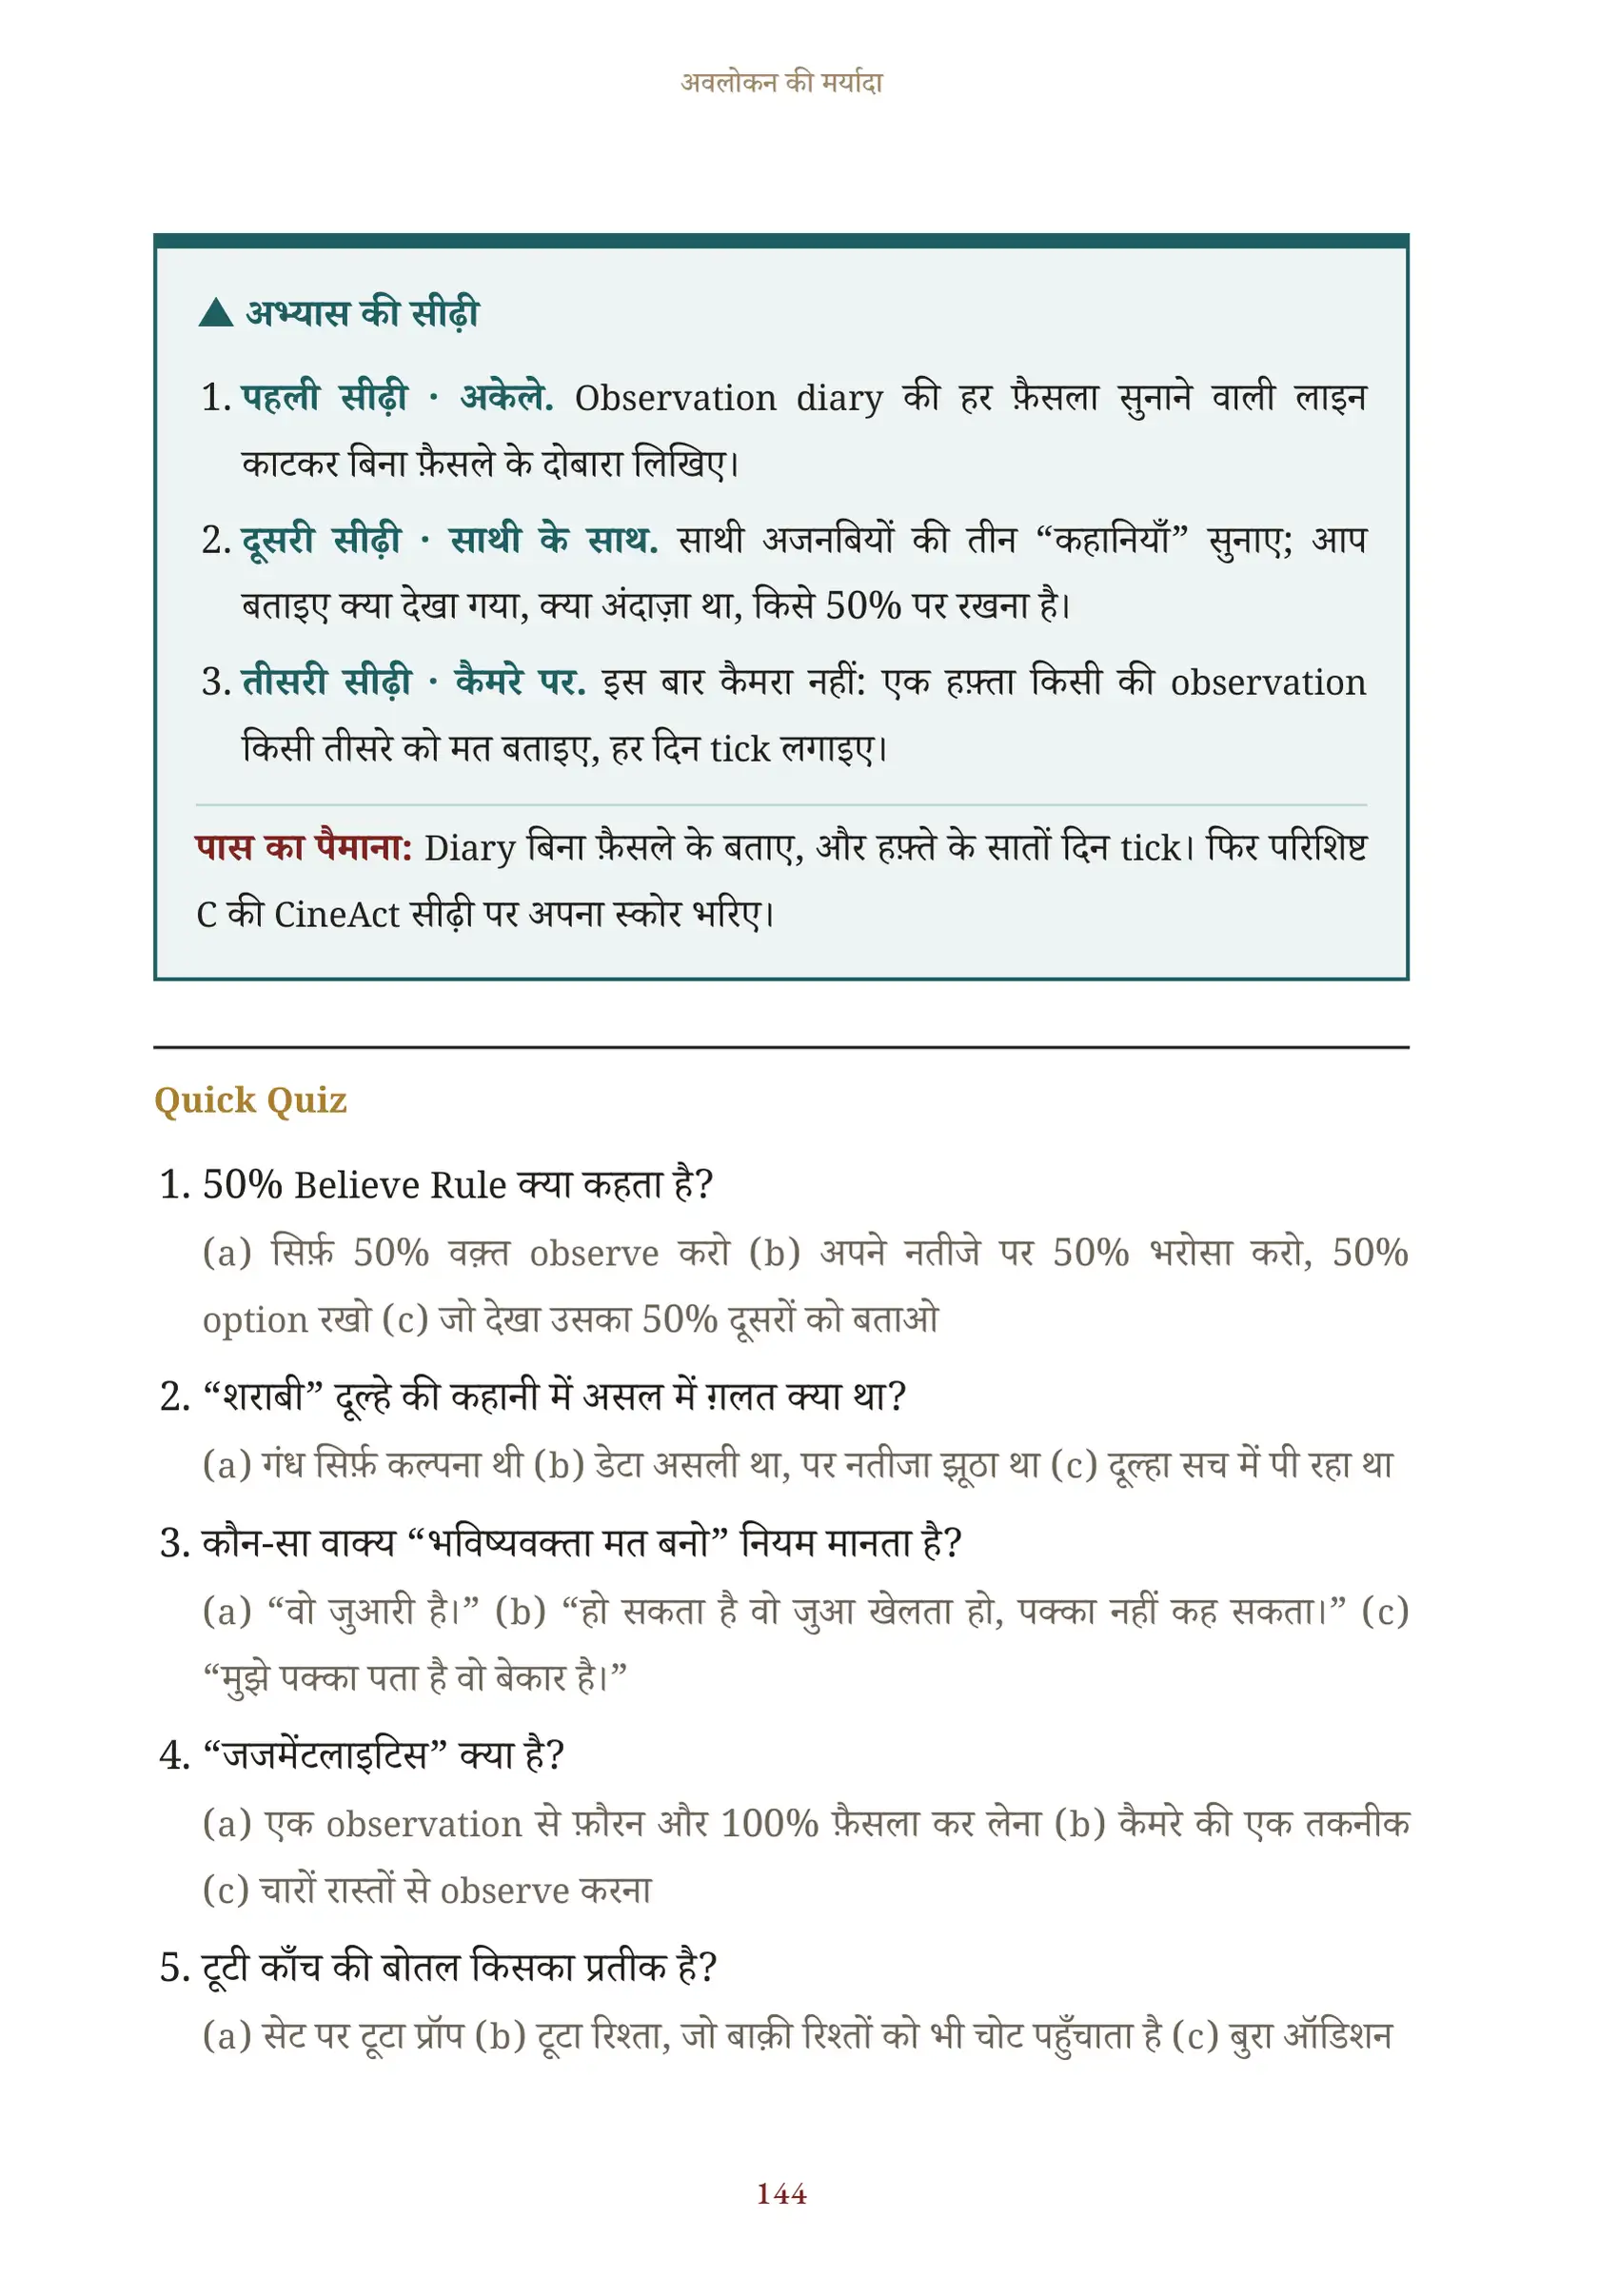 अवलोकन की मर्यादा
▲ अभ्यास की सीढ़ी
1. पहली सीढ़ी · अकेले. Observation diary की हर फ़ैसला सुनाने वाली लाइन
काटकर बिना फ़ैसले के दोबारा लिखिए।
2. दूसरी सीढ़ी · साथी के साथ. साथी अजनबियों की तीन “कहानियाँ” सुनाए; आप
बताइए क्या देखा गया, क्या अंदाज़ा था, किसे 50% पर रखना है।
3. तीसरी सीढ़ी · कैमरे पर. इस बार कैमरा नहीं: एक हफ़्ता किसी की observation
किसी तीसरे को मत बताइए, हर दिन tick लगाइए।
पास का पैमाना: Diary बिना फ़ैसले के बताए, और हफ़्ते के सातों दिन tick। फिर परिशिष्ट
C की CineAct सीढ़ी पर अपना स्कोर भरिए।
Quick Quiz
1. 50% Believe Rule क्या कहता है?
(a) सिर्फ़ 50% वक़्त observe करो (b) अपने नतीजे पर 50% भरोसा करो, 50%
option रखो (c) जो देखा उसका 50% दूसरों को बताओ
2. “शराबी” दूल्हे की कहानी में असल में ग़लत क्या था?
(a) गंध सिर्फ़ कल्पना थी (b) डेटा असली था, पर नतीजा झूठा था (c) दूल्हा सच में पी रहा था
3. कौन-सा वाक्य “भविष्यवक्ता मत बनो” नियम मानता है?
(a) “वो जुआरी है।” (b) “हो सकता है वो जुआ खेलता हो, पक्का नहीं कह सकता।” (c)
“मुझे पक्का पता है वो बेकार है।”
4. “जजमेंटलाइटिस” क्या है?
(a) एक observation से फ़ौरन और 100% फ़ैसला कर लेना (b) कैमरे की एक तकनीक
(c) चारों रास्तों से observe करना
5. टूटी काँच की बोतल किसका प्रतीक है?
(a) सेट पर टूटा प्रॉप (b) टूटा रिश्ता, जो बाक़ी रिश्तों को भी चोट पहुँचाता है (c) बुरा ऑडिशन
144